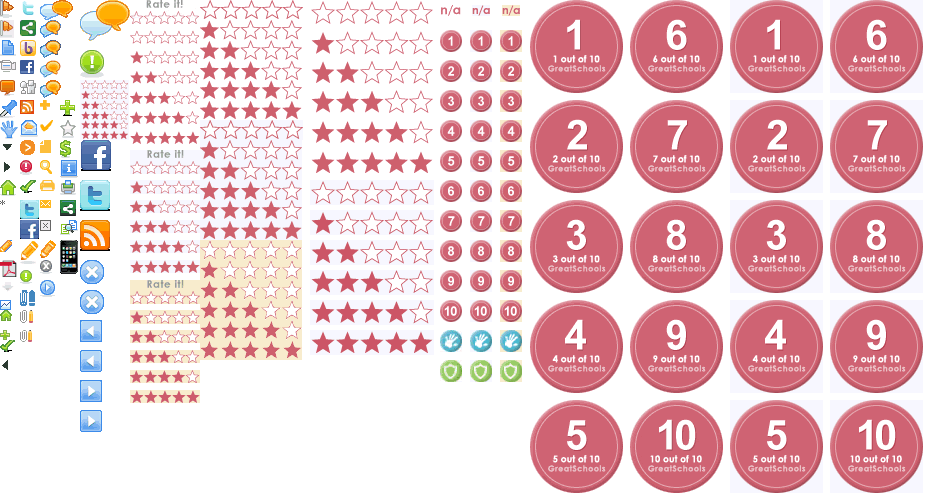 Rate it!
Rate it!
Rate it!
n/a n/a n/a
1 1 1
2 2 2
3 3 3
4 4 4
5 5 5
6 6 6
7 7 7
8 8 8
9 9 9
10 10 10
1 6 1 6
1 out of 10 6 out of 10 1 out of 10 6 out of 10
GreatSchools GreatSchools GreatSchools GreatSchools
2 7 2 7
2 out of 10 7 out of 10 2 out of 10 7 out of 10
GreatSchools GreatSchools GreatSchools GreatSchools
3 8 3 8
3 out of 10 8 out of 10 3 out of 10 8 out of 10
GreatSchools GreatSchools GreatSchools GreatSchools
4 9 4 9
4 out of 10 9 out of 10 4 out of 10 9 out of 10
GreatSchools GreatSchools GreatSchools GreatSchools
5 10 5 10
5 out of 10 10 out of 10 5 out of 10 10 out of 10
GreatSchools GreatSchools GreatSchools GreatSchools